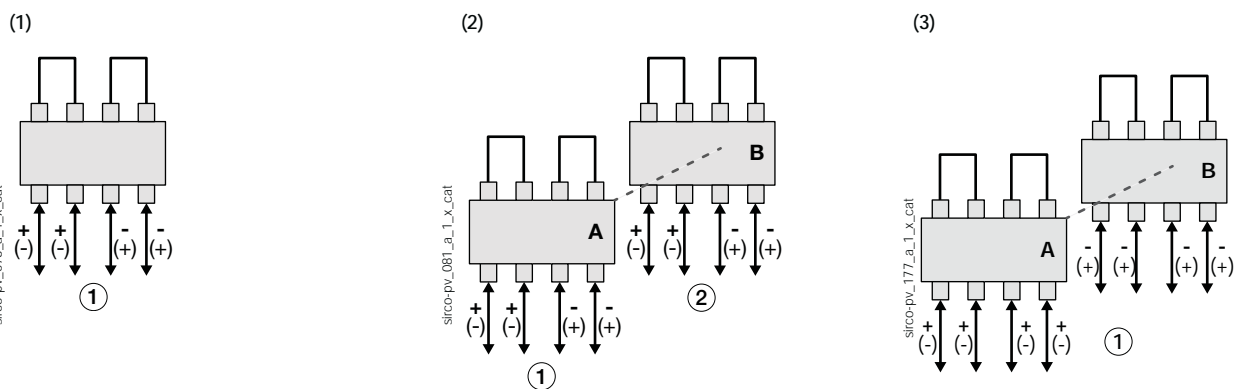 (1)
+ + - -
(-) (-) (+) (+)
①
(2)
B
+ + - -
(-) (-) (+) (+)
②
A
+ + - -
(-) (-) (+) (+)
①
sirco-pv_081_a_1_x_cat
(3)
B
- - - -
(+) (+) (+) (+)
A
+ + + +
(-) (-) (-) (-)
①
sirco-pv_177_a_1_x_cat